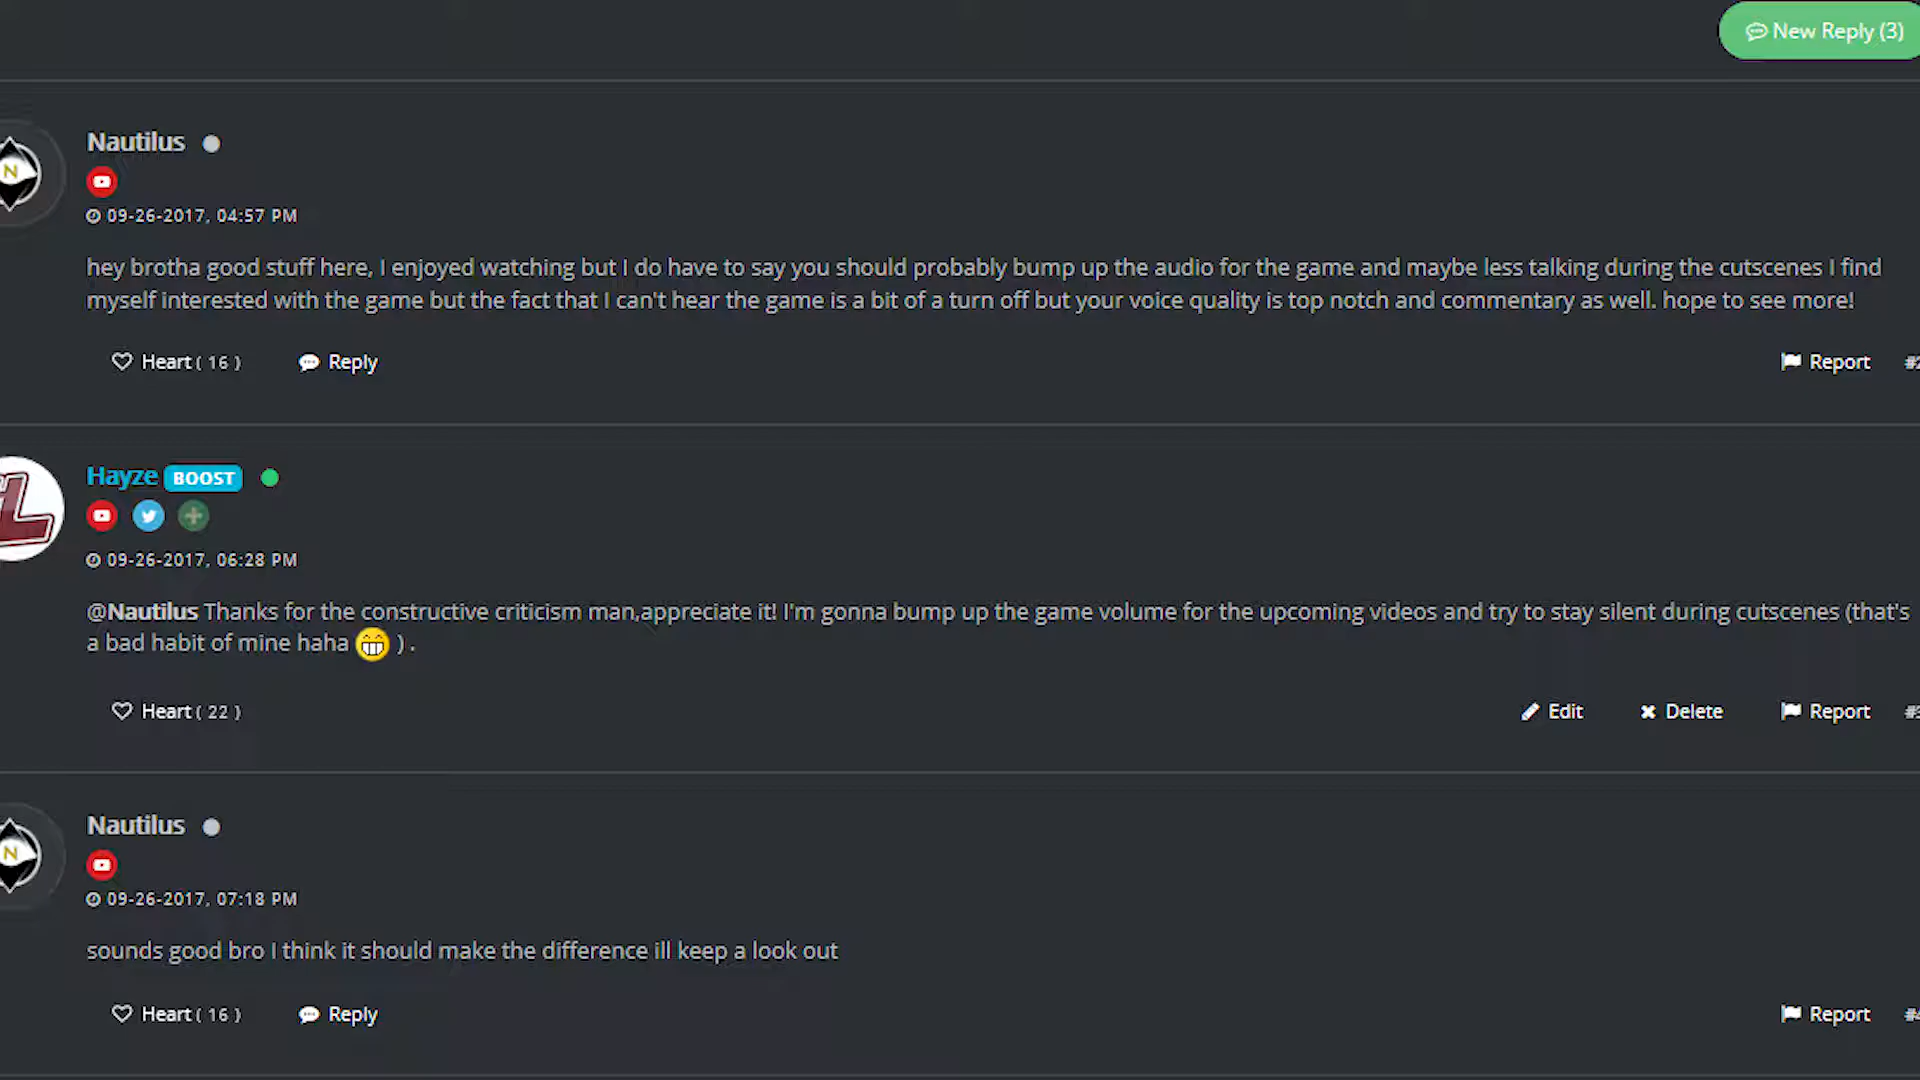 New Reply (3)
Nautilus
N
09-26-2017, 04:57 PM
hey brotha good stuff here, I enjoyed watching but I do have to say you should probably bump up the audio for the game and maybe less talking during the cutscenes I find
myself interested with the game but the fact that I can't hear the game is a bit of a turn off but your voice quality is top notch and commentary as well. hope to see more!
Heart ( 16 ) Reply Report #2
Hayze BOOST
L
09-26-2017, 06:28 PM
@Nautilus Thanks for the constructive criticism man,appreciate it! I'm gonna bump up the game volume for the upcoming videos and try to stay silent during cutscenes (that's
a bad habit of mine haha 😁 ) .
Heart ( 22 ) Edit Delete Report #3
Nautilus
N
09-26-2017, 07:18 PM
sounds good bro I think it should make the difference ill keep a look out
Heart ( 16 ) Reply Report #4